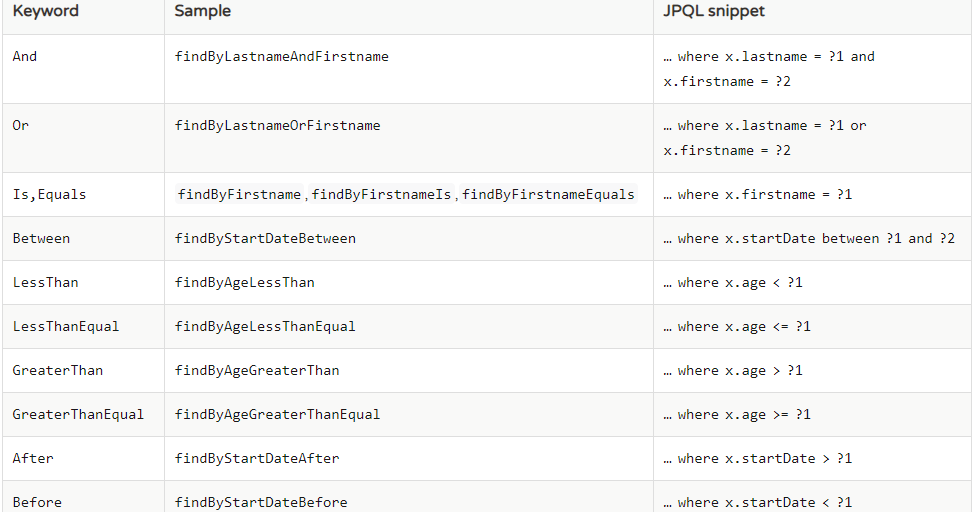 Keyword Sample JPQL snippet
And findByLastnameAndFirstname … where x.lastname = ?1 and
x.firstname = ?2
Or findByLastnameOrFirstname … where x.lastname = ?1 or
x.firstname = ?2
Is,Equals findByFirstname,findByFirstnameIs,findByFirstnameEquals … where x.firstname = ?1
Between findByStartDateBetween … where x.startDate between ?1 and ?2
LessThan findByAgeLessThan … where x.age < ?1
LessThanEqual findByAgeLessThanEqual … where x.age <= ?1
GreaterThan findByAgeGreaterThan … where x.age > ?1
GreaterThanEqual findByAgeGreaterThanEqual … where x.age >= ?1
After findByStartDateAfter … where x.startDate > ?1
Before findByStartDateBefore … where x.startDate < ?1